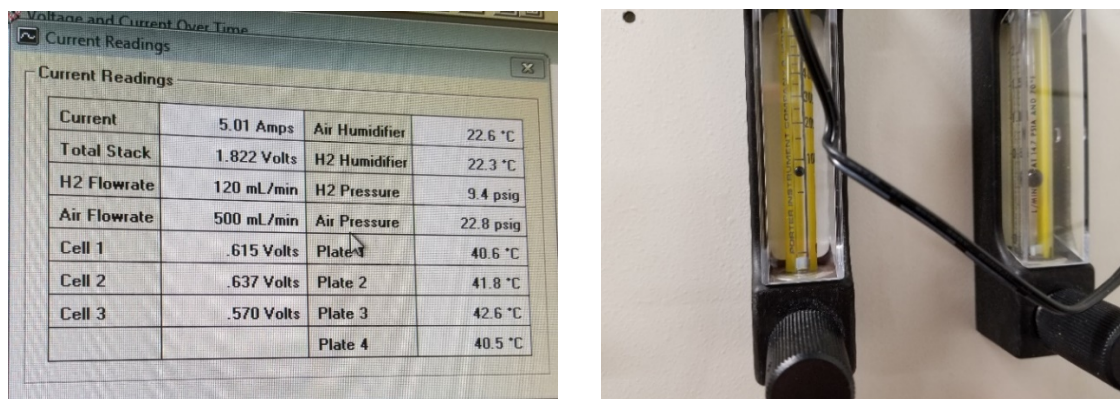 Voltage and Current Over Time
Current Readings
Current Readings
Current 5.01 Amps Air Humidifier 22.6 °C
Total Stack 1.822 Volts H2 Humidifier 22.3 °C
H2 Flowrate 120 mL/min H2 Pressure 9.4 psig
Air Flowrate 500 mL/min Air Pressure 22.8 psig
Cell 1 .615 Volts Plate 1 40.6 °C
Cell 2 .637 Volts Plate 2 41.8 °C
Cell 3 .570 Volts Plate 3 42.6 °C
Plate 4 40.5 °C
PORTER INSTRUMENT
10